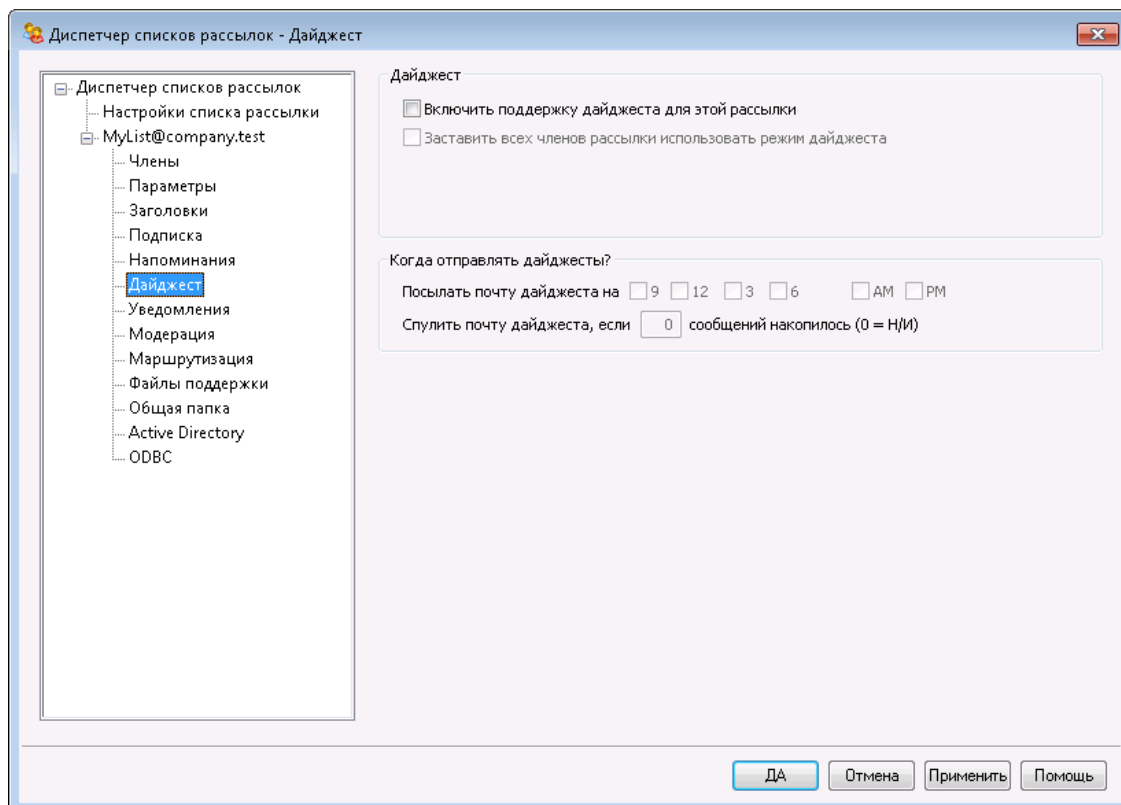 Диспетчер списков рассылок - Дайджест
Диспетчер списков рассылок
Настройки списка рассылки
MyList@company.test
Члены
Параметры
Заголовки
Подписка
Напоминания
Дайджест
Уведомления
Модерация
Маршрутизация
Файлы поддержки
Общая папка
Active Directory
ODBC
Дайджест
Включить поддержку дайджеста для этой рассылки
Заставить всех членов рассылки использовать режим дайджеста
Когда отправлять дайджесты?
Посылать почту дайджеста на 9 12 3 6 AM PM
Спулить почту дайджеста, если 0 сообщений накопилось (0 = Н/И)
ДА Отмена Применить Помощь